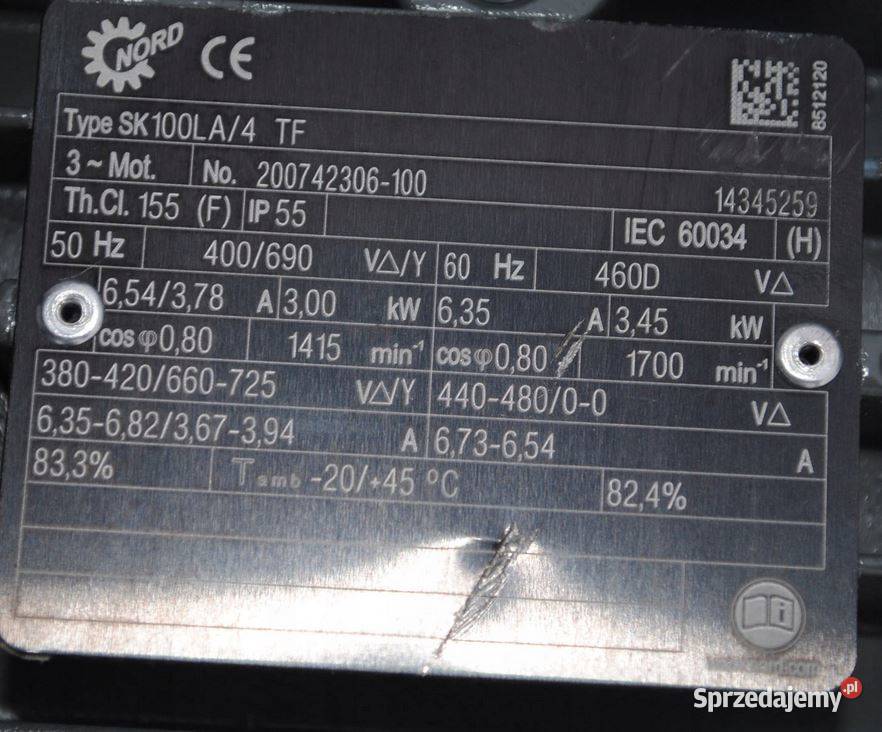 NORD CE
8512120
Type SK100LA/4 TF
3 ~ Mot. No. 200742306-100 14345259
Th.Cl. 155 (F) IP 55 IEC 60034 (H)
50 Hz 400/690 V△/Y 60 Hz 460D V△
6,54/3,78 A 3,00 kW 6,35 A 3,45 kW
cos φ 0,80 1415 min⁻¹ cos φ 0,80 1700 min⁻¹
380-420/660-725 V△/Y 440-480/0-0 V△
6,35-6,82/3,67-3,94 A 6,73-6,54 A
83,3% Tamb -20/+45 °C 82,4%
Sprzedajemy.pl